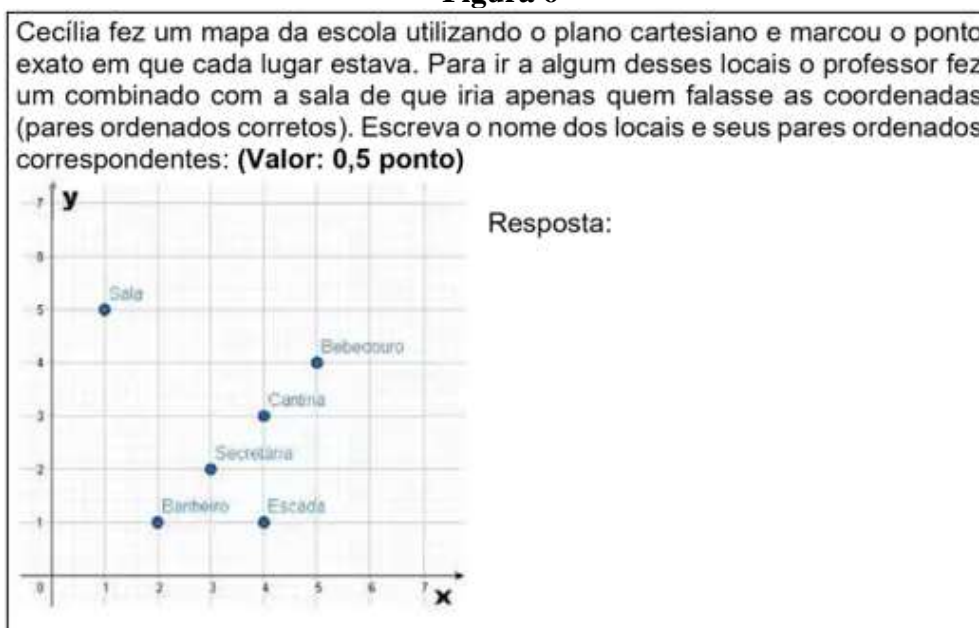 Cecília fez um mapa da escola utilizando o plano cartesiano e marcou o ponto
exato em que cada lugar estava. Para ir a algum desses locais o professor fez
um combinado com a sala de que iria apenas quem falasse as coordenadas
(pares ordenados corretos). Escreva o nome dos locais e seus pares ordenados
correspondentes: (Valor: 0,5 ponto)
Resposta:
y
7
6
5
4
3
2
1
Sala
Bebedouro
Cantina
Secretaria
Banheiro
Escada
0 1 2 3 4 5 6 7
x